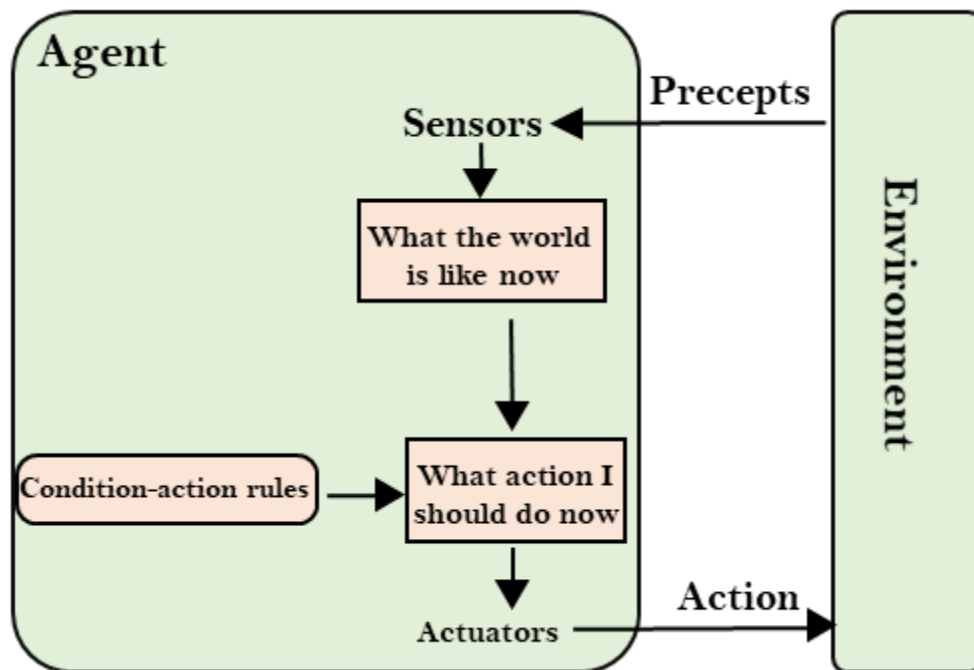 Agent
Precepts
Sensors
What the world
is like now
Environment
Condition-action rules
What action I
should do now
Action
Actuators